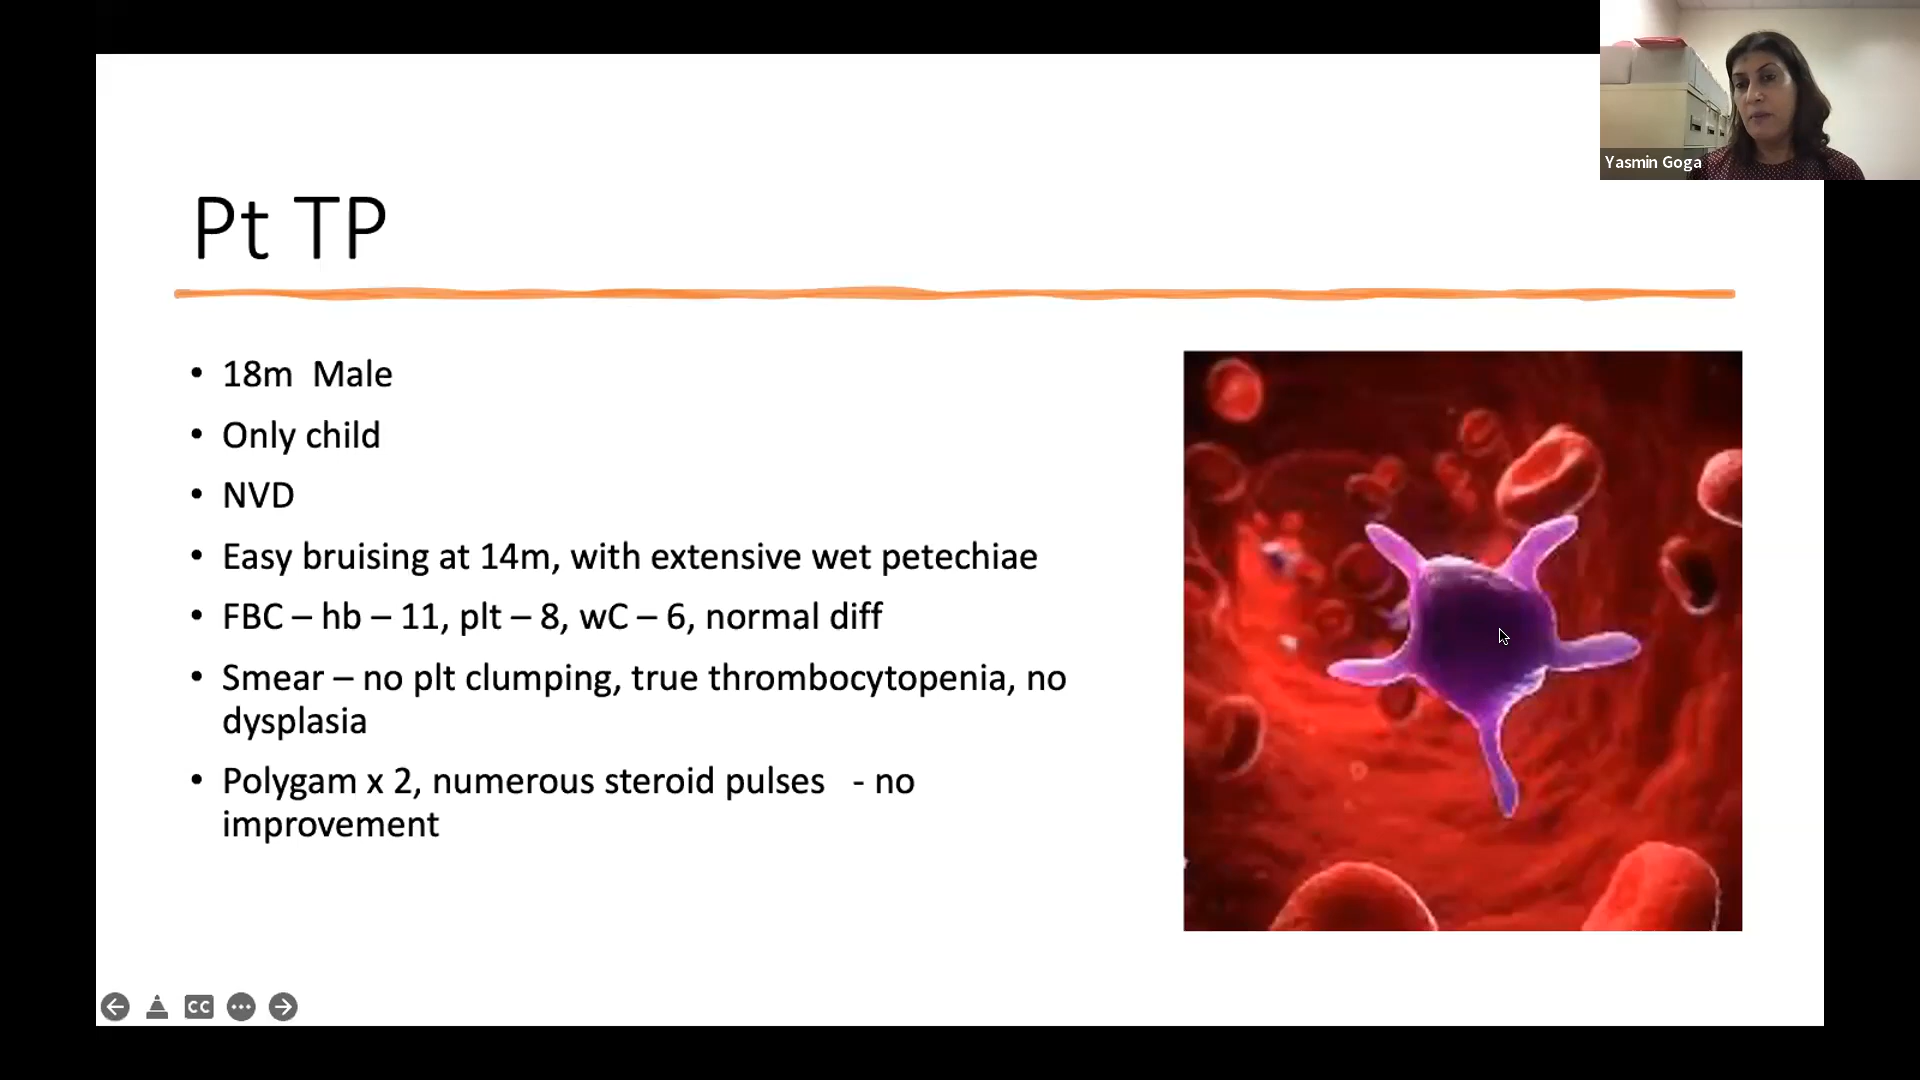 Yasmin Goga
Pt TP
• 18m  Male
• Only child
• NVD
• Easy bruising at 14m, with extensive wet petechiae
• FBC – hb – 11, plt – 8, wC – 6, normal diff
• Smear – no plt clumping, true thrombocytopenia, no
dysplasia
• Polygam x 2, numerous steroid pulses   - no
improvement
CC